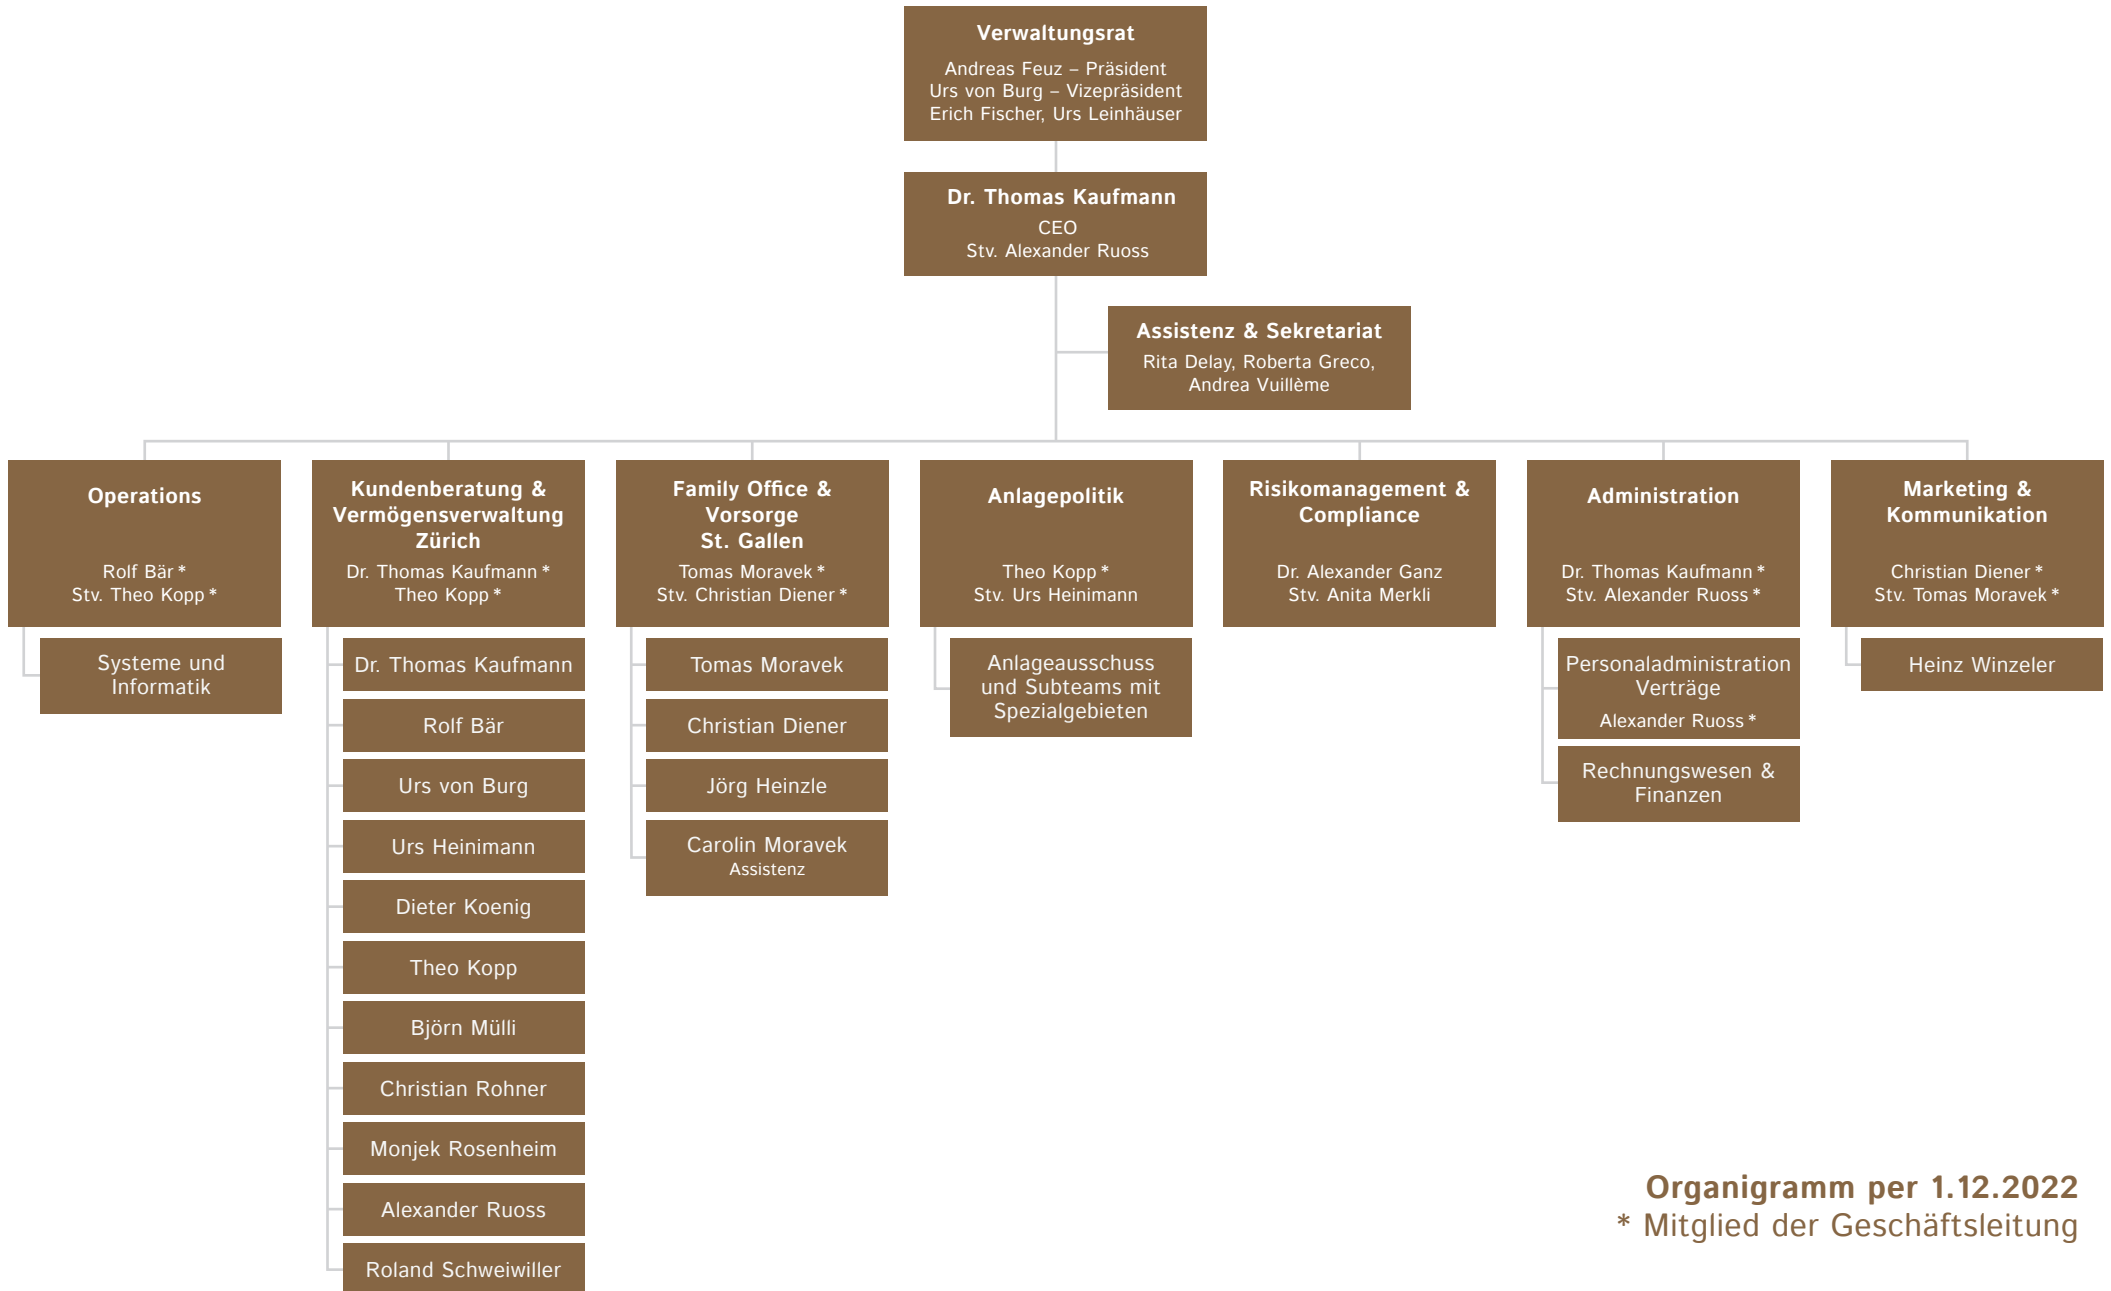 Verwaltungsrat
Andreas Feuz – Präsident
Urs von Burg – Vizepräsident
Erich Fischer, Urs Leinhäuser
Dr. Thomas Kaufmann
CEO
Stv. Alexander Ruoss
Assistenz & Sekretariat
Rita Delay, Roberta Greco,
Andrea Vuillème
Operations
Rolf Bär *
Stv. Theo Kopp *
Systeme und
Informatik
Kundenberatung &
Vermögensverwaltung
Zürich
Dr. Thomas Kaufmann *
Theo Kopp *
Dr. Thomas Kaufmann
Rolf Bär
Urs von Burg
Urs Heinimann
Dieter Koenig
Theo Kopp
Björn Mülli
Christian Rohner
Monjek Rosenheim
Alexander Ruoss
Roland Schweiwiller
Family Office &
Vorsorge
St. Gallen
Tomas Moravek *
Stv. Christian Diener *
Tomas Moravek
Christian Diener
Jörg Heinzle
Carolin Moravek
Assistenz
Anlagepolitik
Theo Kopp *
Stv. Urs Heinimann
Anlageausschuss
und Subteams mit
Spezialgebieten
Risikomanagement &
Compliance
Dr. Alexander Ganz
Stv. Anita Merkli
Administration
Dr. Thomas Kaufmann *
Stv. Alexander Ruoss *
Personaladministration
Verträge
Alexander Ruoss *
Rechnungswesen &
Finanzen
Marketing &
Kommunikation
Christian Diener *
Stv. Tomas Moravek *
Heinz Winzeler
Organigramm per 1.12.2022
* Mitglied der Geschäftsleitung